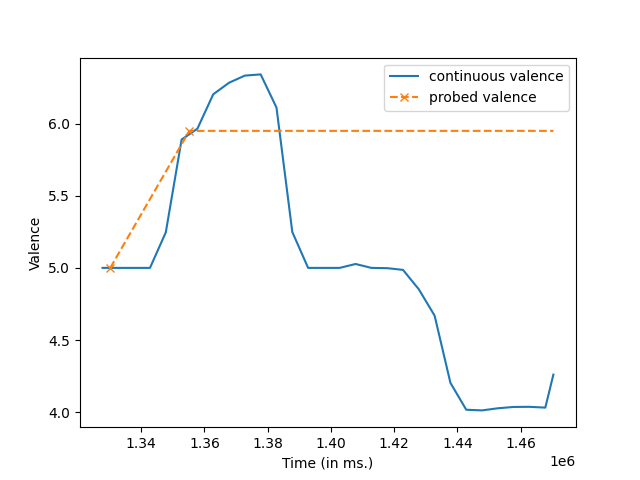 continuous valence
probed valence
6.0
5.5
5.0
4.5
4.0
Valence
1.34 1.36 1.38 1.40 1.42 1.44 1.46
1e6
Time (in ms.)